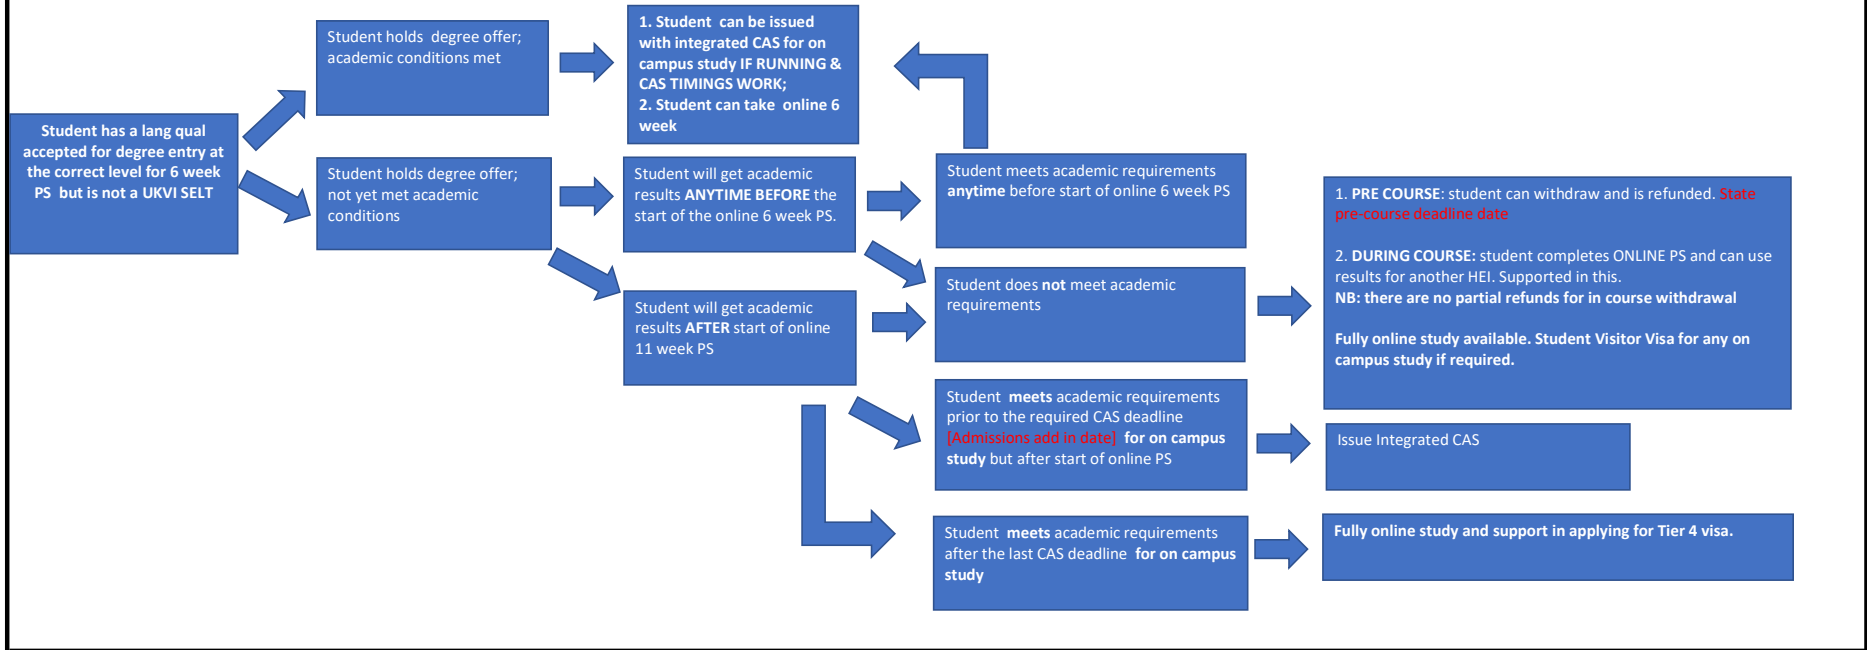 Student has a lang qual
accepted for degree entry at
the correct level for 6 week
PS but is not a UKVI SELT
Student holds degree offer;
academic conditions met
Student holds degree offer;
not yet met academic
conditions
1. Student can be issued
with integrated CAS for on
campus study IF RUNNING &
CAS TIMINGS WORK;
2. Student can take online 6
week
Student will get academic
results ANYTIME BEFORE the
start of the online 6 week PS.
Student will get academic
results AFTER start of online
11 week PS
Student meets academic requirements
anytime before start of online 6 week PS
Student does not meet academic
requirements
Student meets academic requirements
prior to the required CAS deadline
[Admissions add in date] for on campus
study but after start of online PS
Student meets academic requirements
after the last CAS deadline for on campus
study
1. PRE COURSE: student can withdraw and is refunded. State
pre-course deadline date
2. DURING COURSE: student completes ONLINE PS and can use
results for another HEI. Supported in this.
NB: there are no partial refunds for in course withdrawal
Fully online study available. Student Visitor Visa for any on
campus study if required.
Issue Integrated CAS
Fully online study and support in applying for Tier 4 visa.